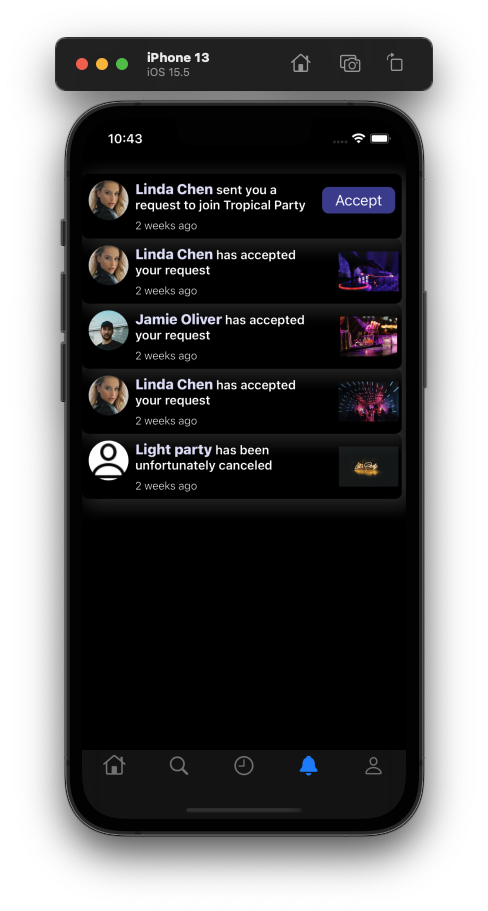 iPhone 13
iOS 15.5
10:43
Linda Chen sent you a
request to join Tropical Party
2 weeks ago
Accept
Linda Chen has accepted
your request
2 weeks ago
Jamie Oliver has accepted
your request
2 weeks ago
Linda Chen has accepted
your request
2 weeks ago
Light party has been
unfortunately canceled
2 weeks ago